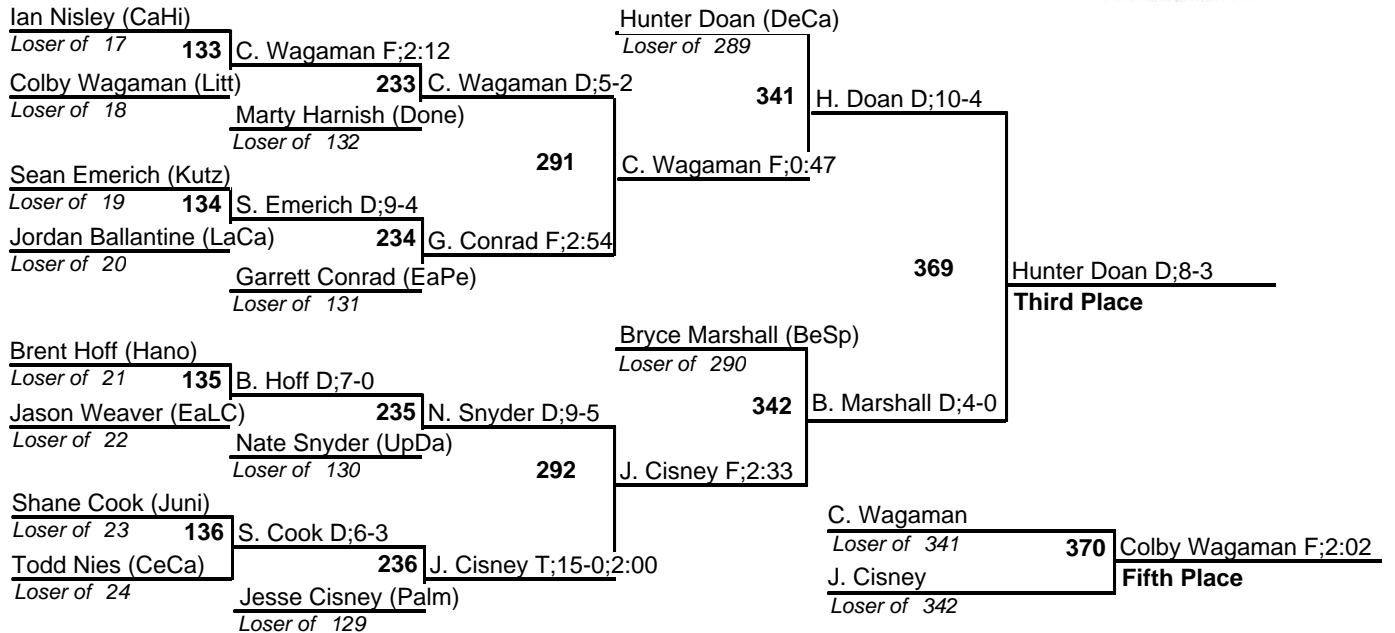 Ian Nisley (CaHi)
Loser of 17
133
C. Wagaman F;2:12
Colby Wagaman (Litt)
Loser of 18
233
C. Wagaman D;5-2
Marty Harnish (Done)
Loser of 132
291
Sean Emerich (Kutz)
Loser of 19
134
S. Emerich D;9-4
Jordan Ballantine (LaCa)
Loser of 20
234
G. Conrad F;2:54
Garrett Conrad (EaPe)
Loser of 131
Hunter Doan (DeCa)
Loser of 289
341
H. Doan D;10-4
C. Wagaman F;0:47
369
Hunter Doan D;8-3
Third Place
Brent Hoff (Hano)
Loser of 21
135
B. Hoff D;7-0
Jason Weaver (EaLC)
Loser of 22
235
N. Snyder D;9-5
Nate Snyder (UpDa)
Loser of 130
292
Shane Cook (Juni)
Loser of 23
136
S. Cook D;6-3
Todd Nies (CeCa)
Loser of 24
236
J. Cisney T;15-0;2:00
Jesse Cisney (Palm)
Loser of 129
Bryce Marshall (BeSp)
Loser of 290
342
B. Marshall D;4-0
J. Cisney F;2:33
C. Wagaman
Loser of 341
370
Colby Wagaman F;2:02
J. Cisney
Fifth Place
Loser of 342